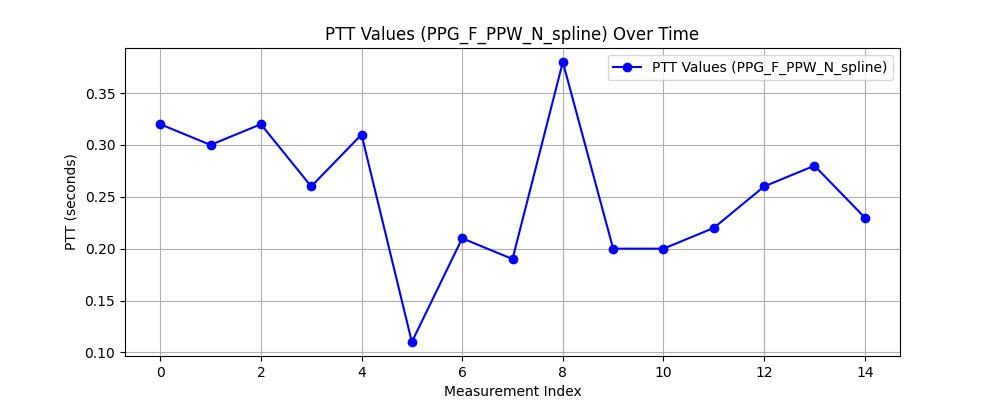 PTT Values (PPG_F_PPW_N_spline) Over Time
PTT Values (PPG_F_PPW_N_spline)
PTT (seconds)
0.35
0.30
0.25
0.20
0.15
0.10
0 2 4 6 8 10 12 14
Measurement Index